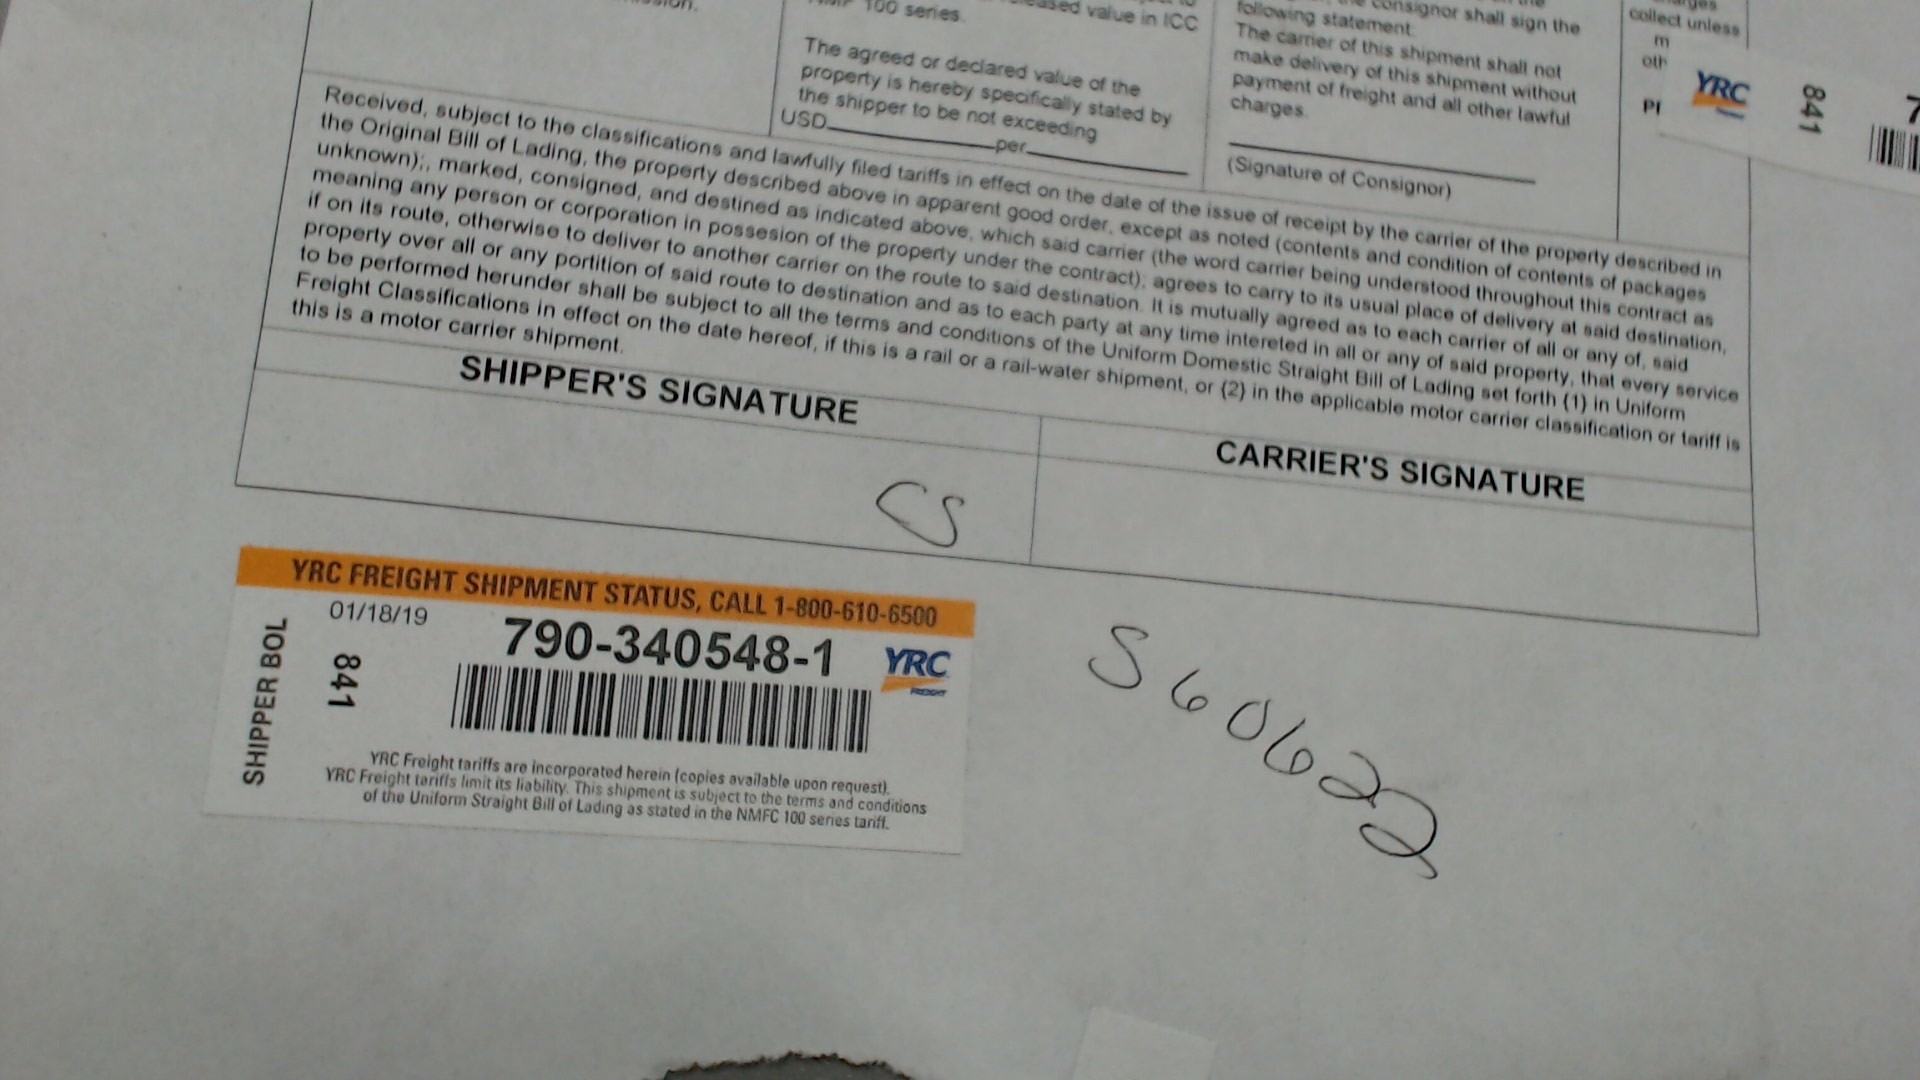 100 series.
released value in ICC
The agreed or declared value of the
property is hereby specifically stated by
the shipper to be not exceeding
USD____________per____________
consignor shall sign the
following statement:
The carrier of this shipment shall not
make delivery of this shipment without
payment of freight and all other lawful
charges.
(Signature of Consignor)
collect unless
YRC
841
Received, subject to the classifications and lawfully filed tariffs in effect on the date of the issue of receipt by the carrier of the property described in
the Original Bill of Lading, the property described above in apparent good order, except as noted (contents and condition of contents of packages
unknown);, marked, consigned, and destined as indicated above, which said carrier (the word carrier being understood throughout this contract as
meaning any person or corporation in possesion of the property under the contract); agrees to carry to its usual place of delivery at said destination,
if on its route, otherwise to deliver to another carrier on the route to said destination. It is mutually agreed as to each carrier of all or any of, said
property over all or any portition of said route to destination and as to each party at any time intereted in all or any of said property, that every service
to be performed herunder shall be subject to all the terms and conditions of the Uniform Domestic Straight Bill of Lading set forth (1) in Uniform
Freight Classifications in effect on the date hereof, if this is a rail or a rail-water shipment, or (2) in the applicable motor carrier classification or tariff is
this is a motor carrier shipment.
SHIPPER'S SIGNATURE
CARRIER'S SIGNATURE
CS
YRC FREIGHT SHIPMENT STATUS, CALL 1-800-610-6500
01/18/19
790-340548-1
YRC
FREIGHT
SHIPPER BOL
841
YRC Freight tariffs are incorporated herein (copies available upon request).
YRC Freight tariffs limit its liability. This shipment is subject to the terms and conditions
of the Uniform Straight Bill of Lading as stated in the NMFC 100 series tariff.
S60622